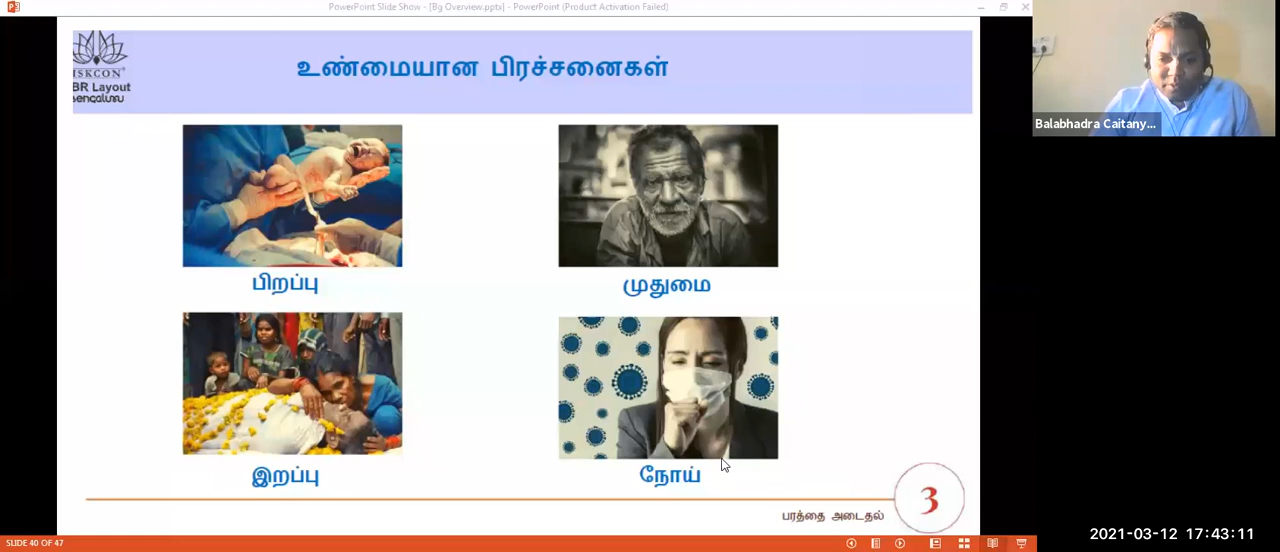 PowerPoint Slide Show - [Bg Overview.pptx] - PowerPoint (Product Activation Failed)
ISKCON
BR Layout
உண்மையான பிரச்சனைகள்
Balabhadra Caitany...
பிறப்பு
முதுமை
இறப்பு
நோய்
பரத்தை அடைதல்
3
SLIDE 40 OF 47
2021-03-12 17:43:11